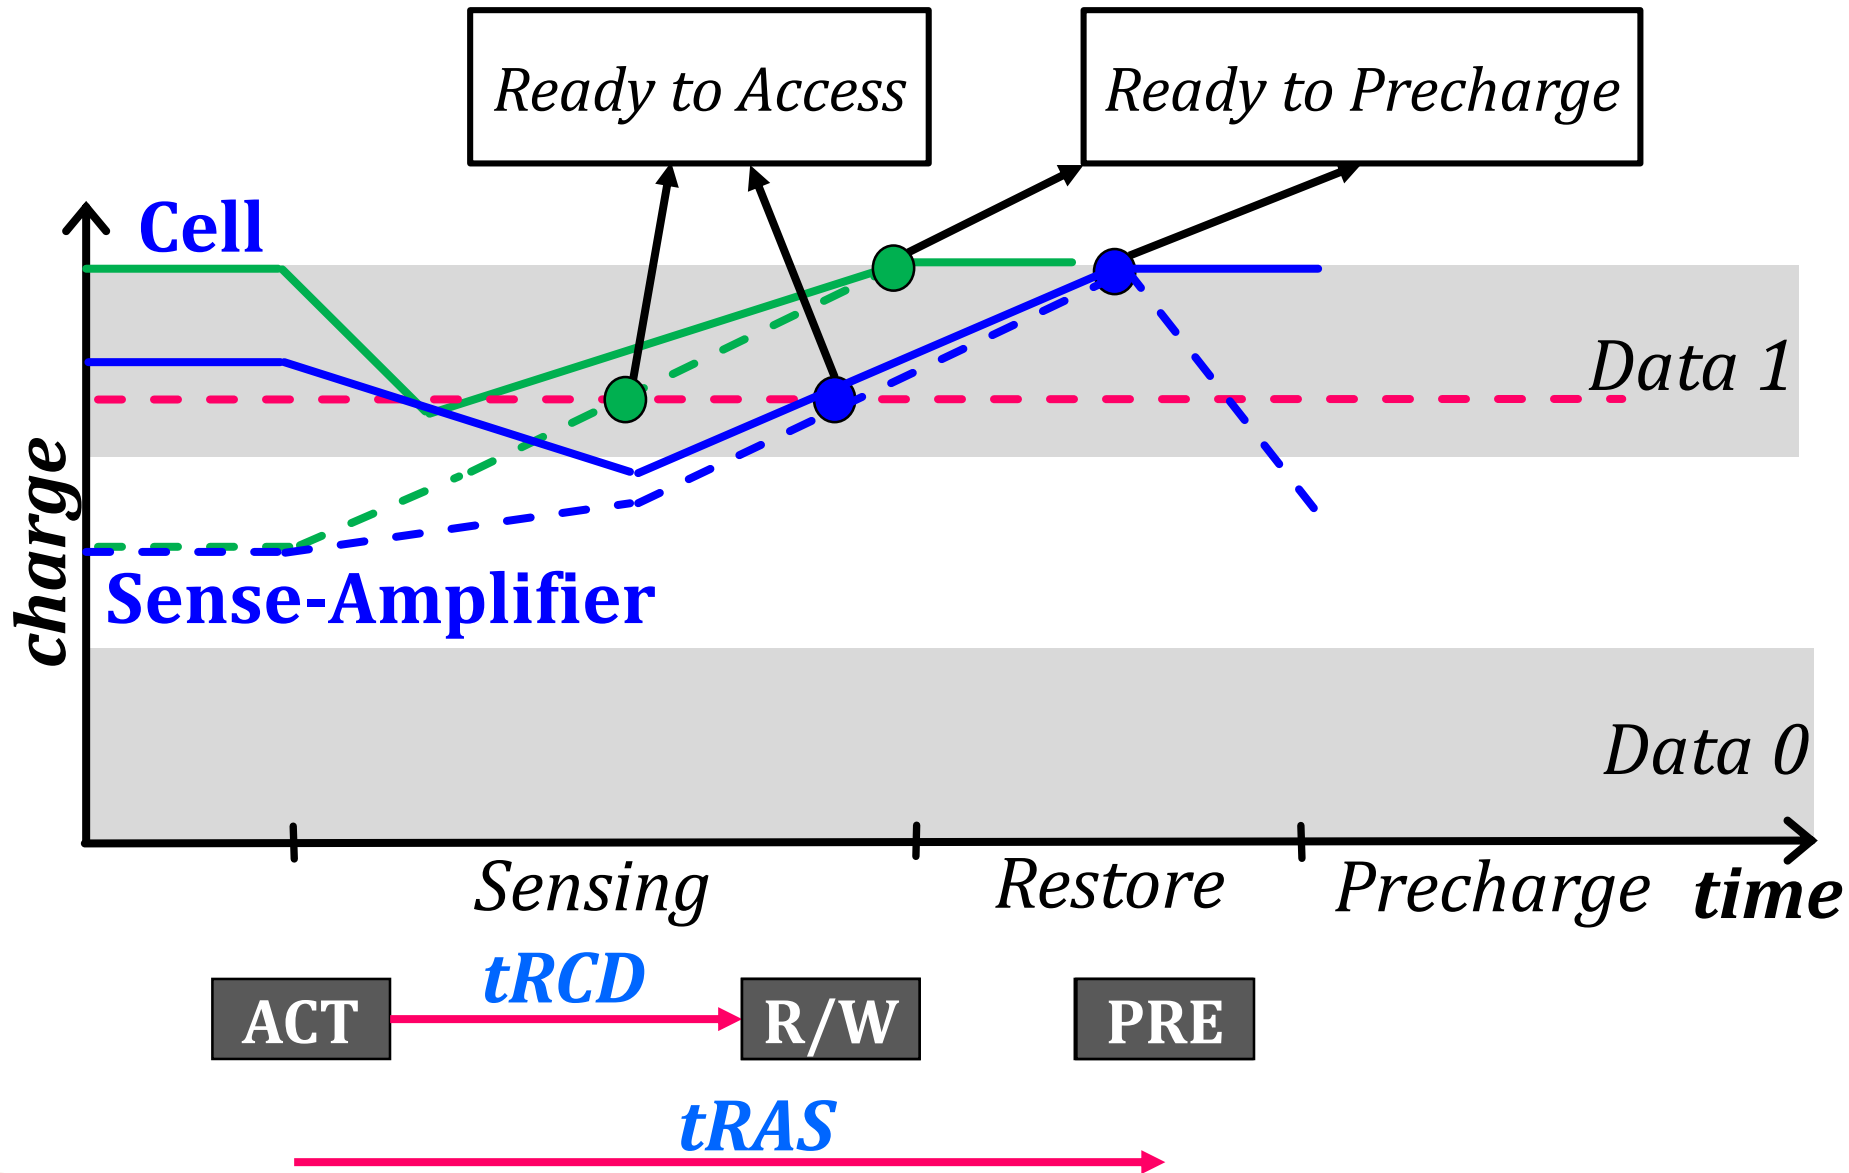 Ready to Access
Ready to Precharge
Cell
Data 1
charge
Sense-Amplifier
Data 0
Sensing
Restore
Precharge
time
tRCD
ACT
R/W
PRE
tRAS